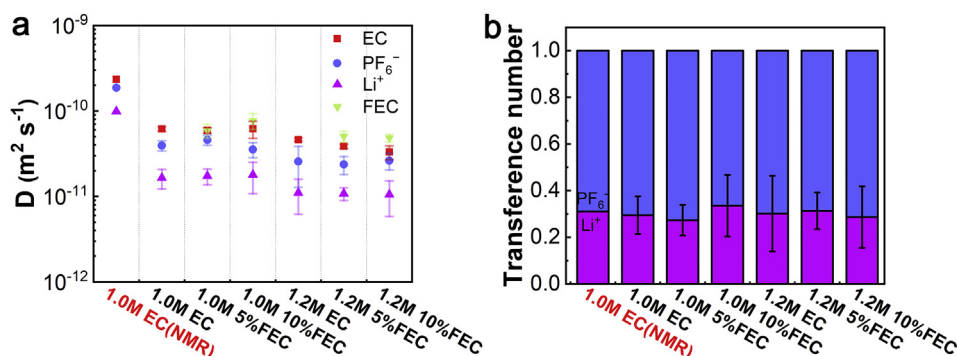 a
D (m² s⁻¹)
10⁻⁹
10⁻¹⁰
10⁻¹¹
10⁻¹²
EC
PF₆⁻
Li⁺
FEC
1.0M EC(NMR)
1.0M EC
1.0M 5%FEC
1.0M 10%FEC
1.2M EC
1.2M 5%FEC
1.2M 10%FEC
b
Transference number
1.0
0.8
0.6
0.4
0.2
0.0
PF₆⁻
Li⁺
1.0M EC(NMR)
1.0M EC
1.0M 5%FEC
1.0M 10%FEC
1.2M EC
1.2M 5%FEC
1.2M 10%FEC